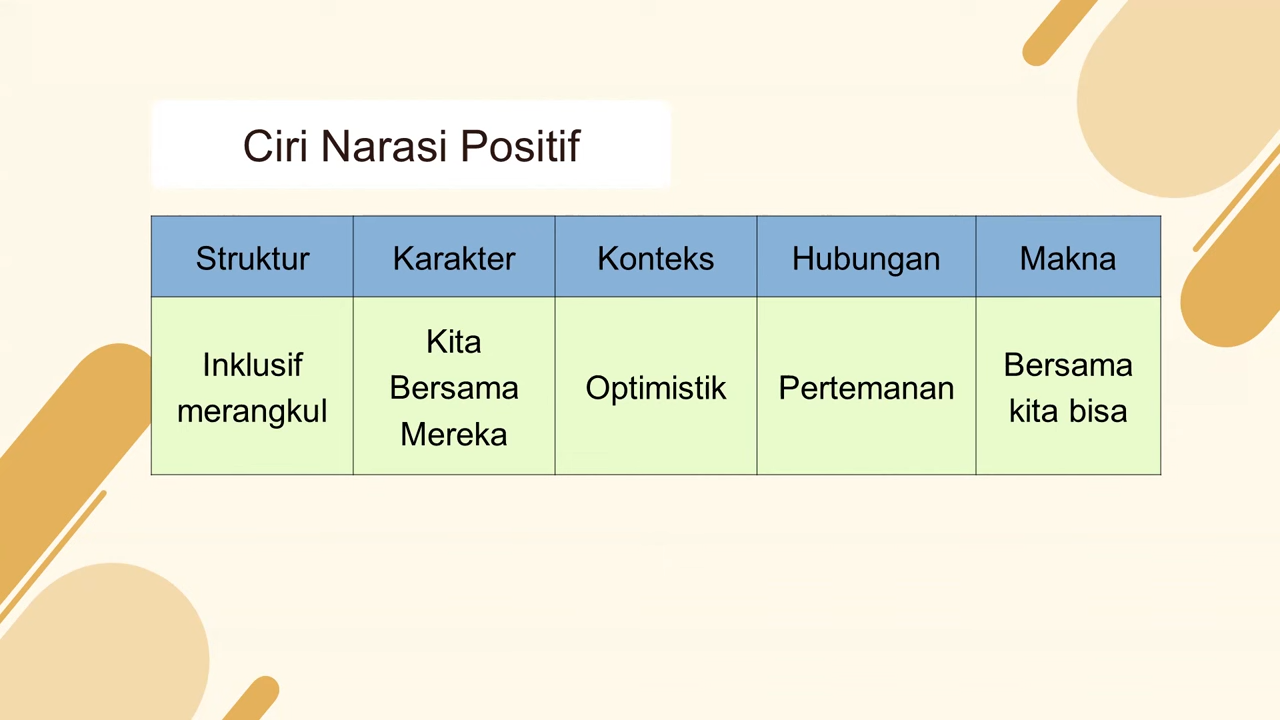 Ciri Narasi Positif
Struktur
Karakter
Konteks
Hubungan
Makna
Inklusif
merangkul
Kita
Bersama
Mereka
Optimistik
Pertemanan
Bersama
kita bisa